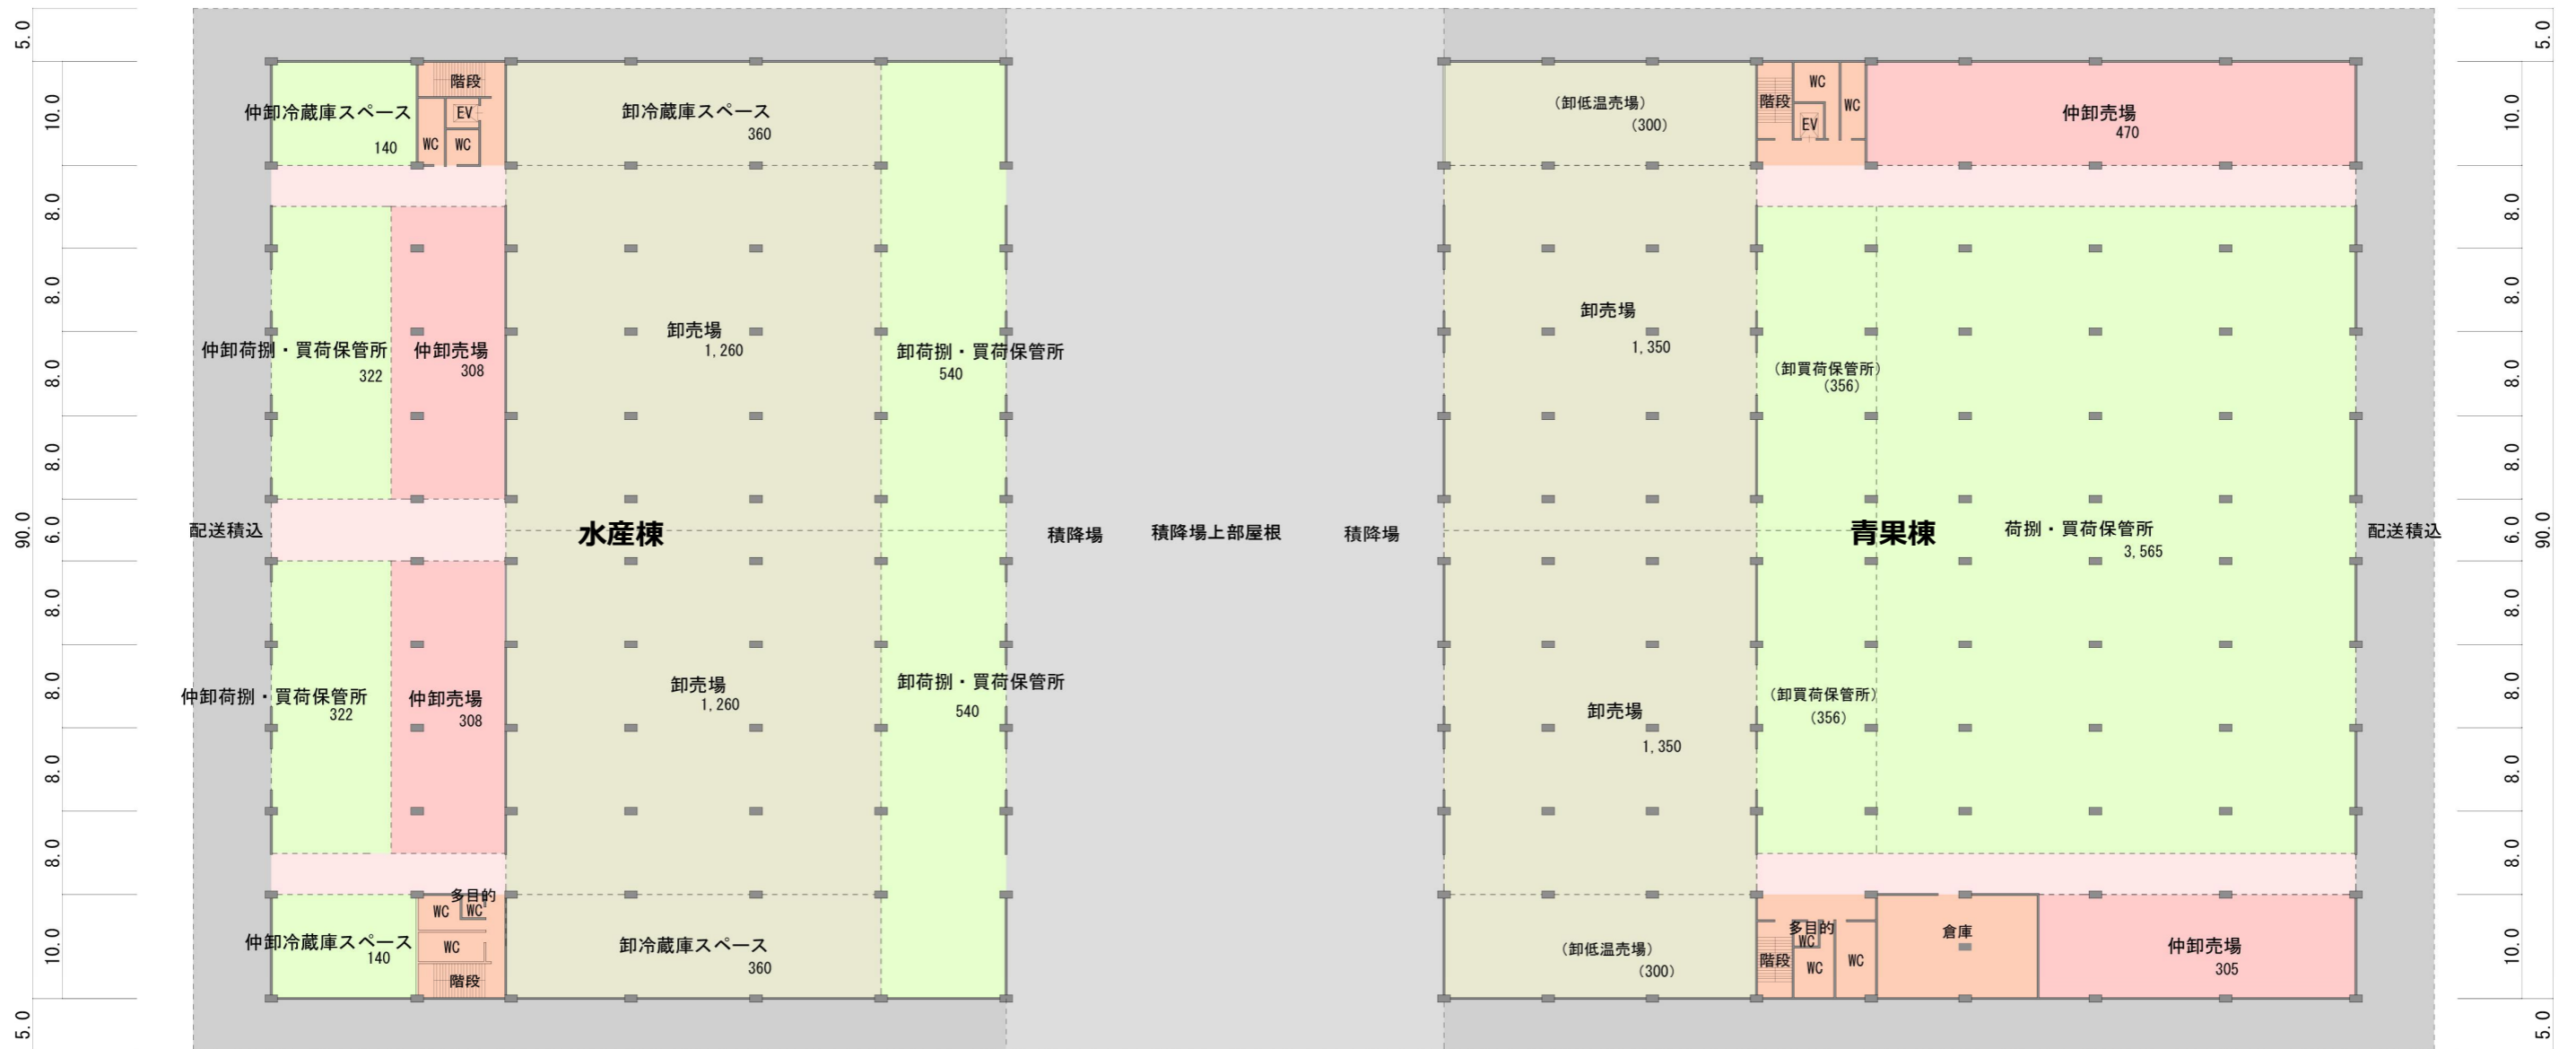 5.0
10.0
8.0
8.0
8.0
8.0
6.0
90.0
8.0
8.0
8.0
8.0
10.0
5.0
仲卸冷蔵庫スペース
140
階段
EV
WC
WC
卸冷蔵庫スペース
360
仲卸荷捌・買荷保管所
322
仲卸売場
308
卸売場
1,260
卸荷捌・買荷保管所
540
配送積込
水産棟
積降場
積降場上部屋根
積降場
仲卸荷捌・買荷保管所
322
仲卸売場
308
卸売場
1,260
卸荷捌・買荷保管所
540
多目的
WC
WC
WC
階段
仲卸冷蔵庫スペース
140
卸冷蔵庫スペース
360
(卸低温売場)
(300)
階段
WC
WC
EV
仲卸売場
470
卸売場
1,350
(卸買荷保管所)
(356)
青果棟
荷捌・買荷保管所
3,565
配送積込
卸売場
1,350
(卸買荷保管所)
(356)
(卸低温売場)
(300)
階段
多目的
WC
WC
WC
倉庫
仲卸売場
305
5.0
10.0
8.0
8.0
8.0
8.0
6.0
90.0
8.0
8.0
8.0
8.0
10.0
5.0